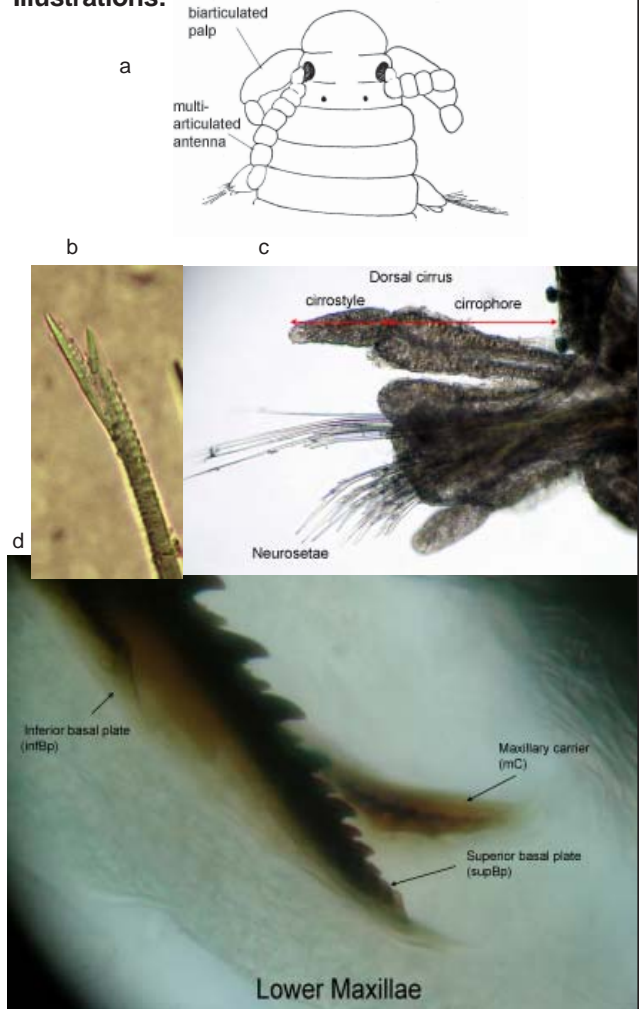 Illustrations:
biarticulated
palp
a
multi-
articulated
antenna
b
c
Dorsal cirrus
cirrostyle
cirrophore
Neurosetae
d
Inferior basal plate
(infBp)
Maxillary carrier
(mC)
Superior basal plate
(supBp)
Lower Maxillae